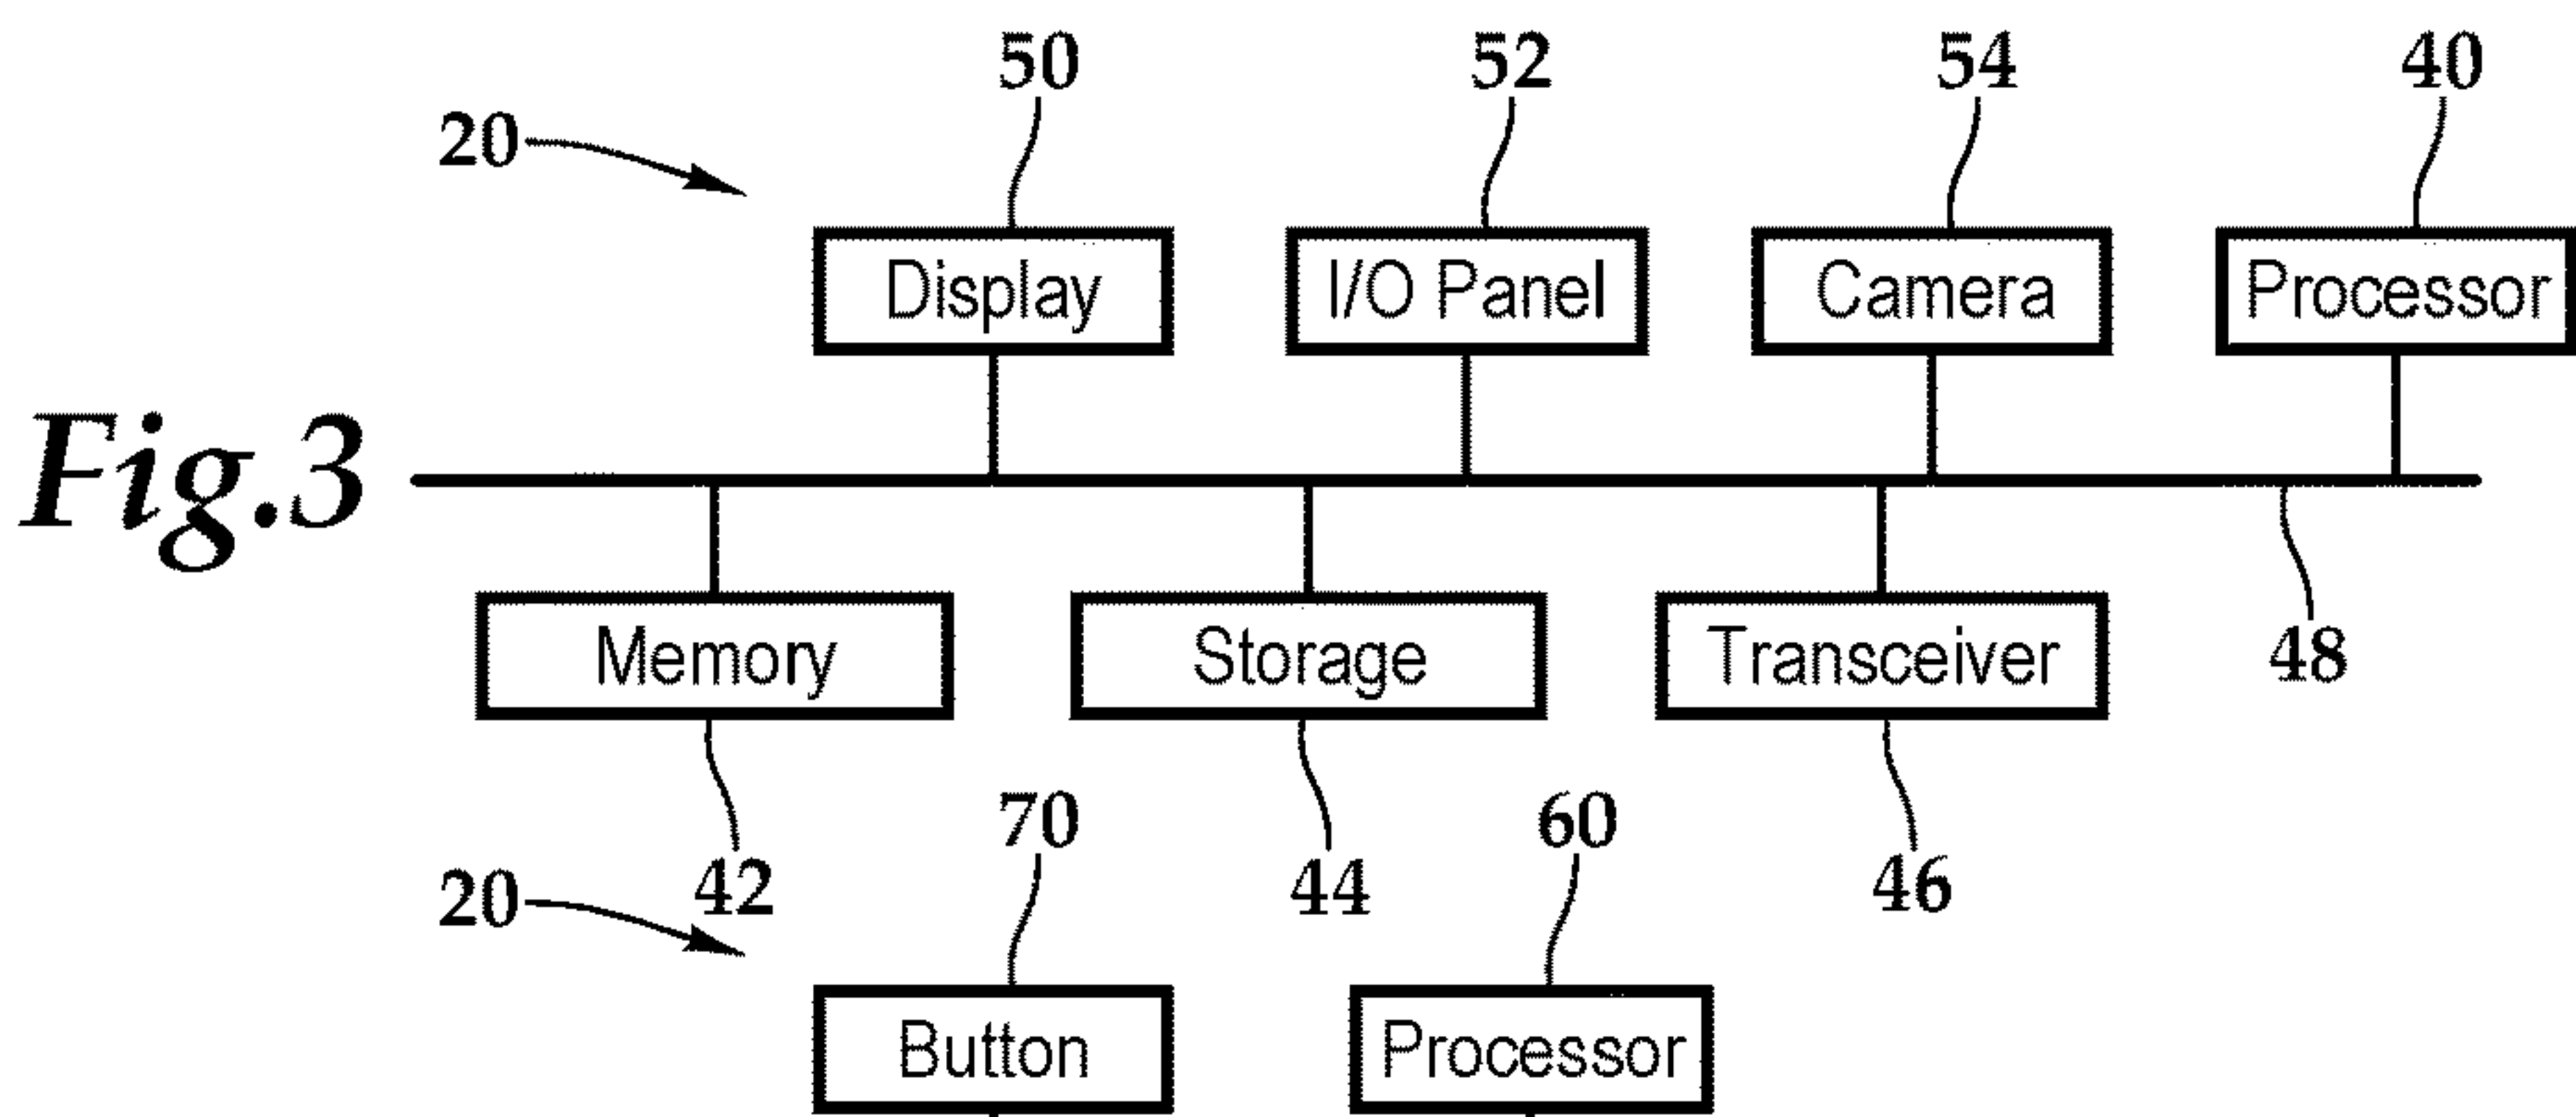 50 52 54 40
20
Display I/O Panel Camera Processor
Fig.3
Memory Storage Transceiver 48
70 60
42 44 46
20
Button Processor